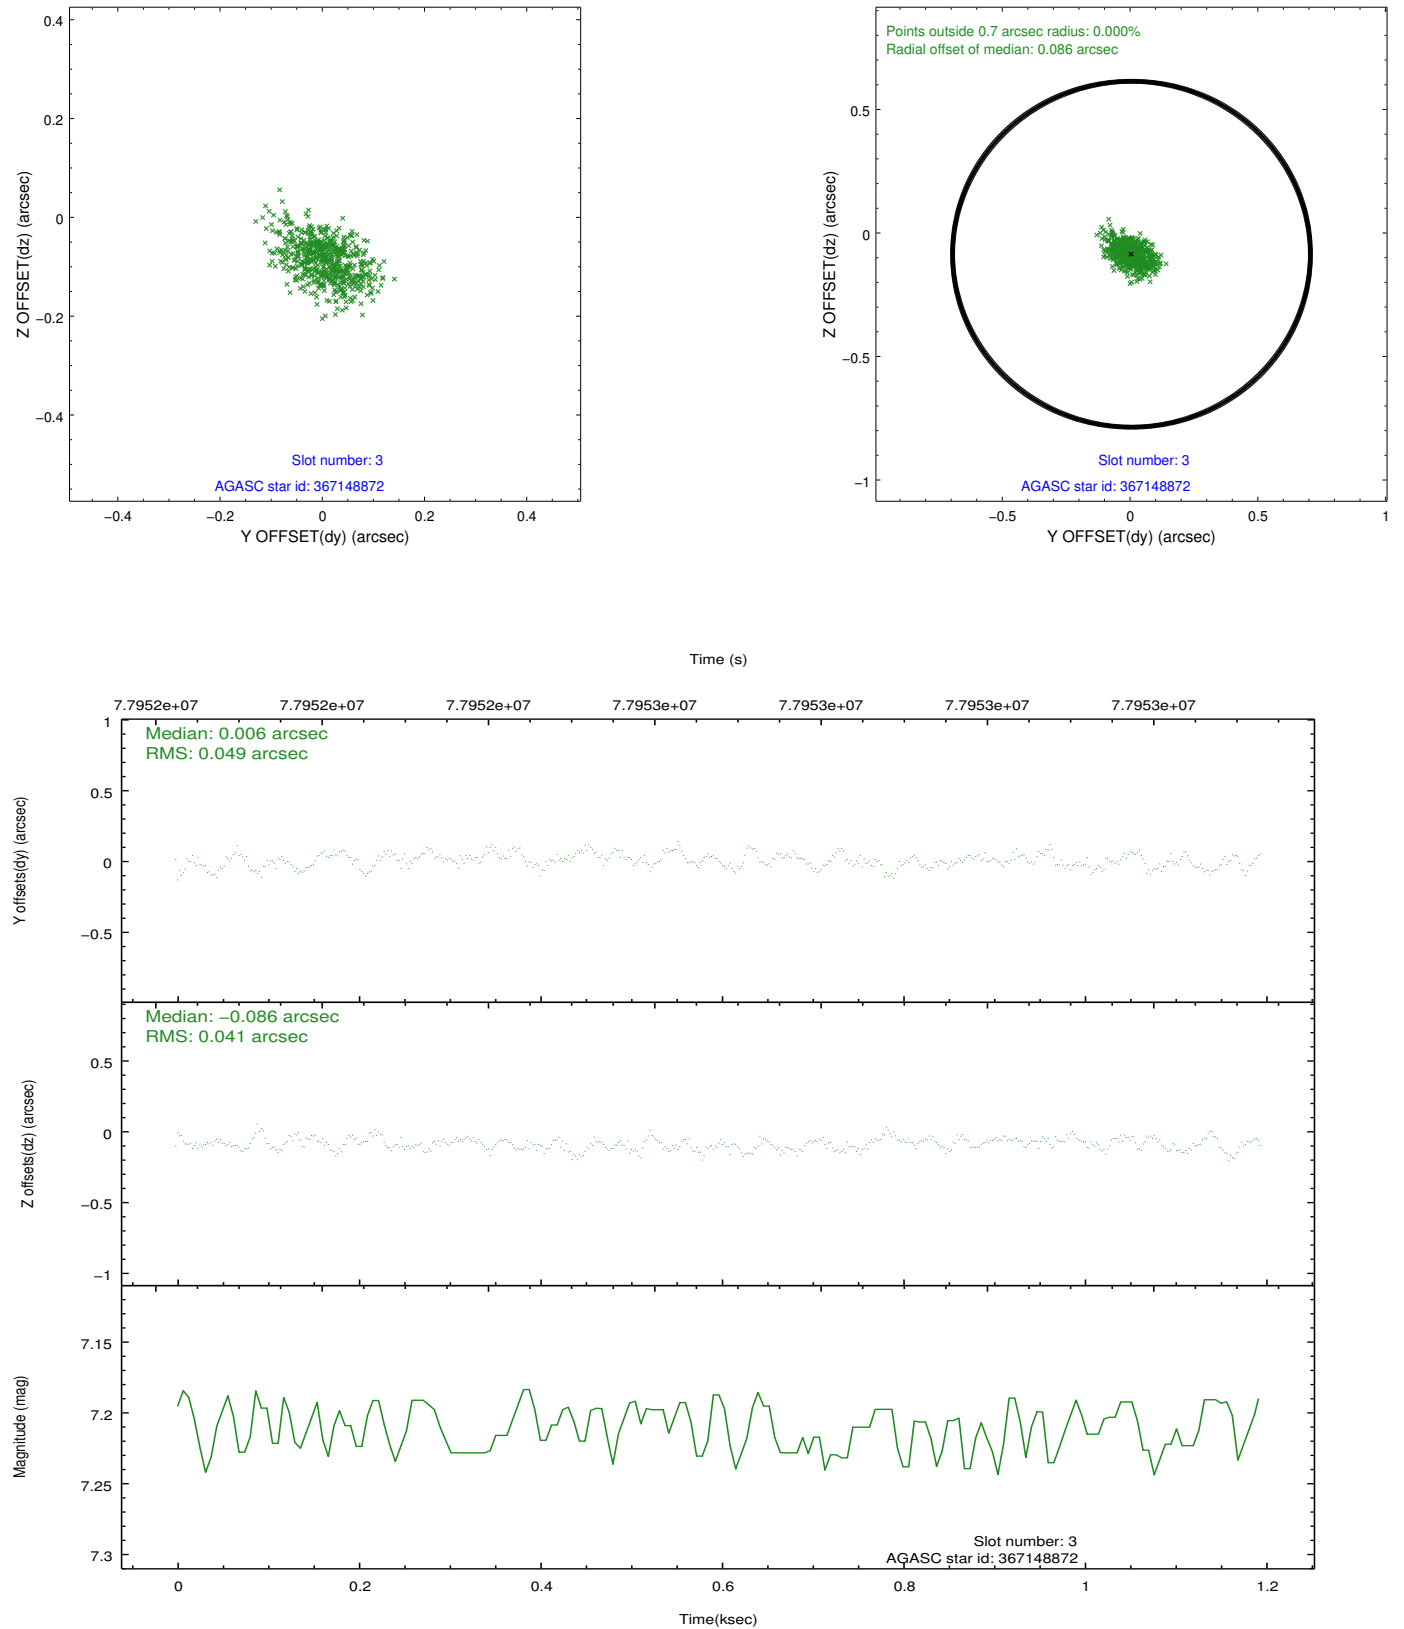 0.4
0.2
0
−0.2
−0.4
Z OFFSET(dz) (arcsec)
Slot number: 3
AGASC star id: 367148872
−0.4 −0.2 0 0.2 0.4
Y OFFSET(dy) (arcsec)
Points outside 0.7 arcsec radius: 0.000%
Radial offset of median: 0.086 arcsec
0.5
0
−0.5
−1
Z OFFSET(dz) (arcsec)
Slot number: 3
AGASC star id: 367148872
−0.5 0 0.5 1
Y OFFSET(dy) (arcsec)
Time (s)
7.7952e+07 7.7952e+07 7.7952e+07 7.7953e+07 7.7953e+07 7.7953e+07 7.7953e+07
Median: 0.006 arcsec
RMS: 0.049 arcsec
1
0.5
0
−0.5
Y offsets(dy) (arcsec)
Median: −0.086 arcsec
RMS: 0.041 arcsec
0.5
0
−0.5
−1
Z offsets(dz) (arcsec)
7.15
7.2
7.25
7.3
Magnitude (mag)
Slot number: 3
AGASC star id: 367148872
0 0.2 0.4 0.6 0.8 1 1.2
Time(ksec)